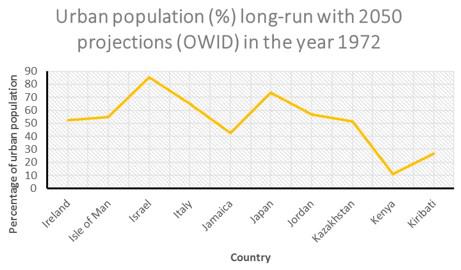 Urban population (%) long-run with 2050
projections (OWID) in the year 1972
Percentage of urban population
90
80
70
60
50
40
30
20
10
0
Ireland
Isle of Man
Israel
Italy
Jamaica
Japan
Jordan
Kazakhstan
Kenya
Kiribati
Country